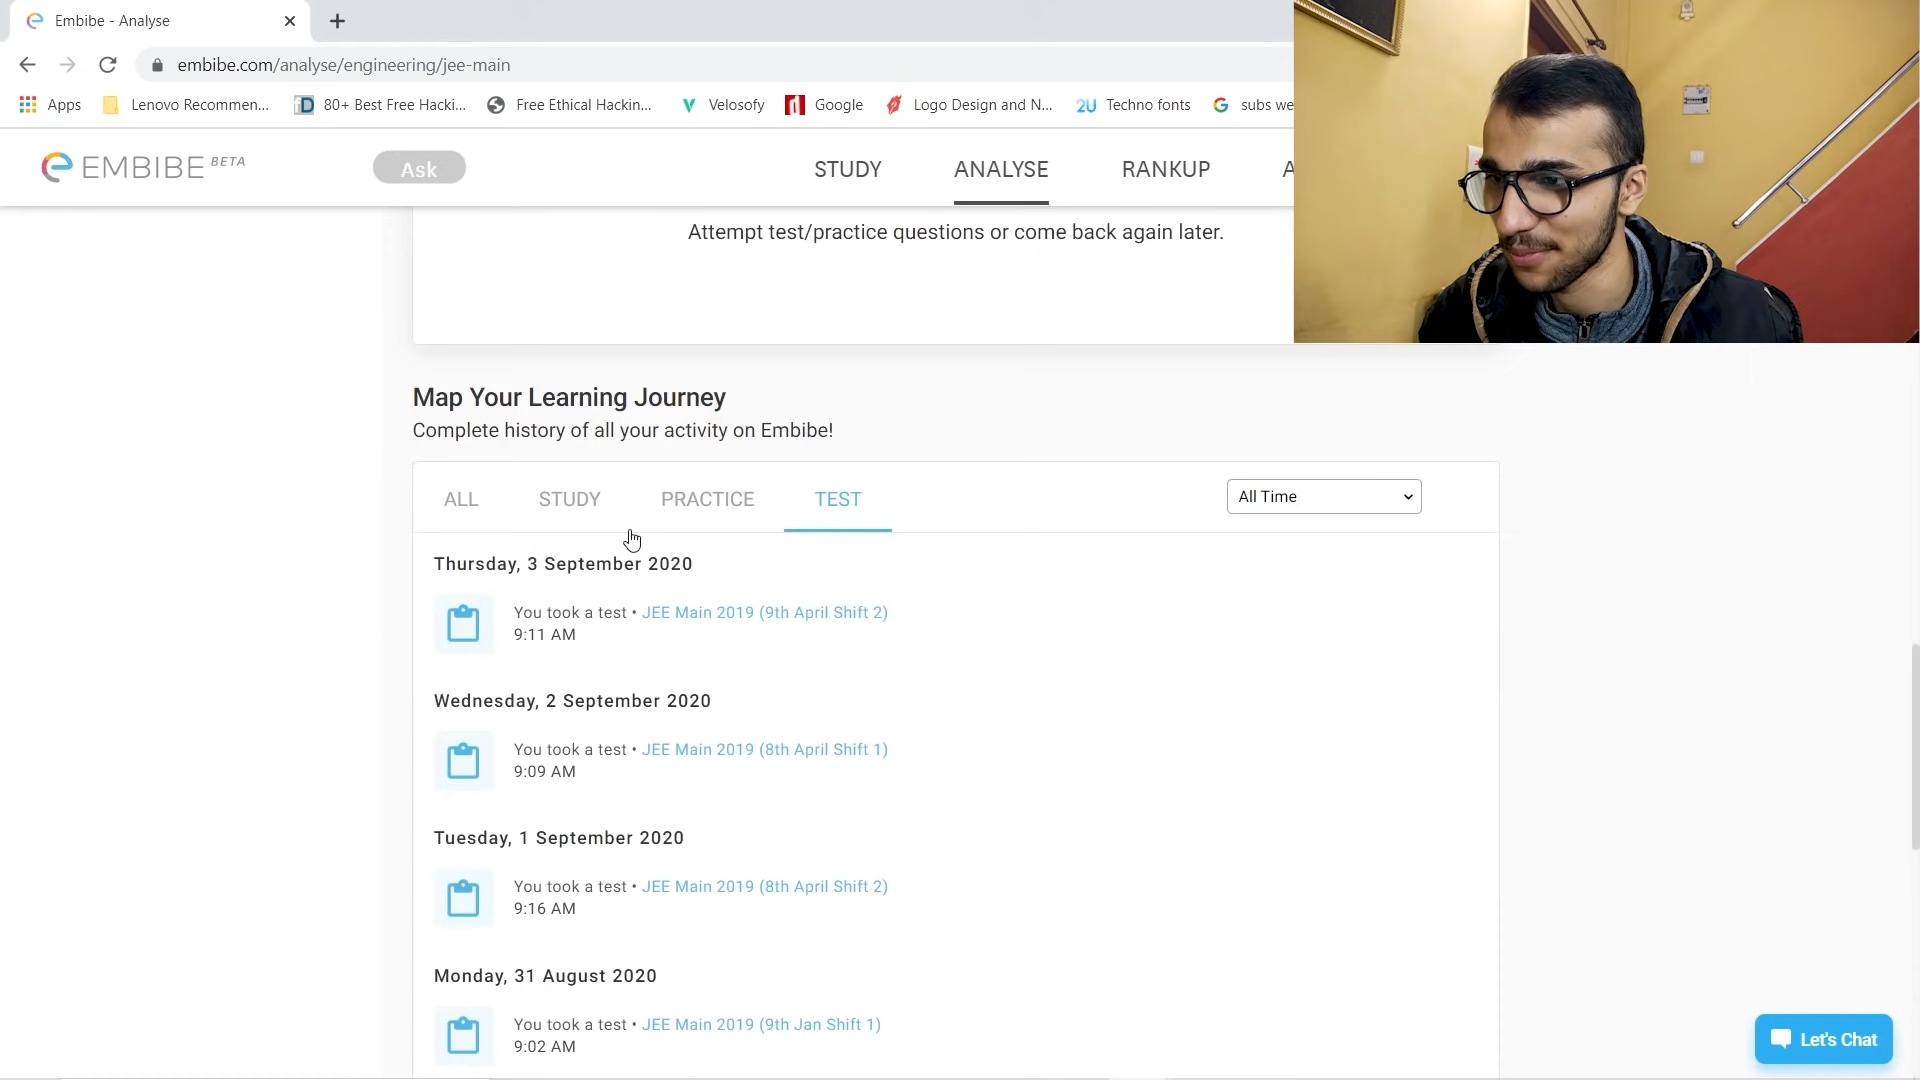 Embibe - Analyse
embibe.com/analyse/engineering/jee-main
Apps Lenovo Recommen... 80+ Best Free Hacki... Free Ethical Hackin... Velosofy Google Logo Design and N... 2U Techno fonts subs we
EMBIBE BETA Ask STUDY ANALYSE RANKUP A
Attempt test/practice questions or come back again later.
Map Your Learning Journey
Complete history of all your activity on Embibe!
ALL STUDY PRACTICE TEST All Time
Thursday, 3 September 2020
You took a test • JEE Main 2019 (9th April Shift 2)
9:11 AM
Wednesday, 2 September 2020
You took a test • JEE Main 2019 (8th April Shift 1)
9:09 AM
Tuesday, 1 September 2020
You took a test • JEE Main 2019 (8th April Shift 2)
9:16 AM
Monday, 31 August 2020
You took a test • JEE Main 2019 (9th Jan Shift 1)
9:02 AM
Let's Chat